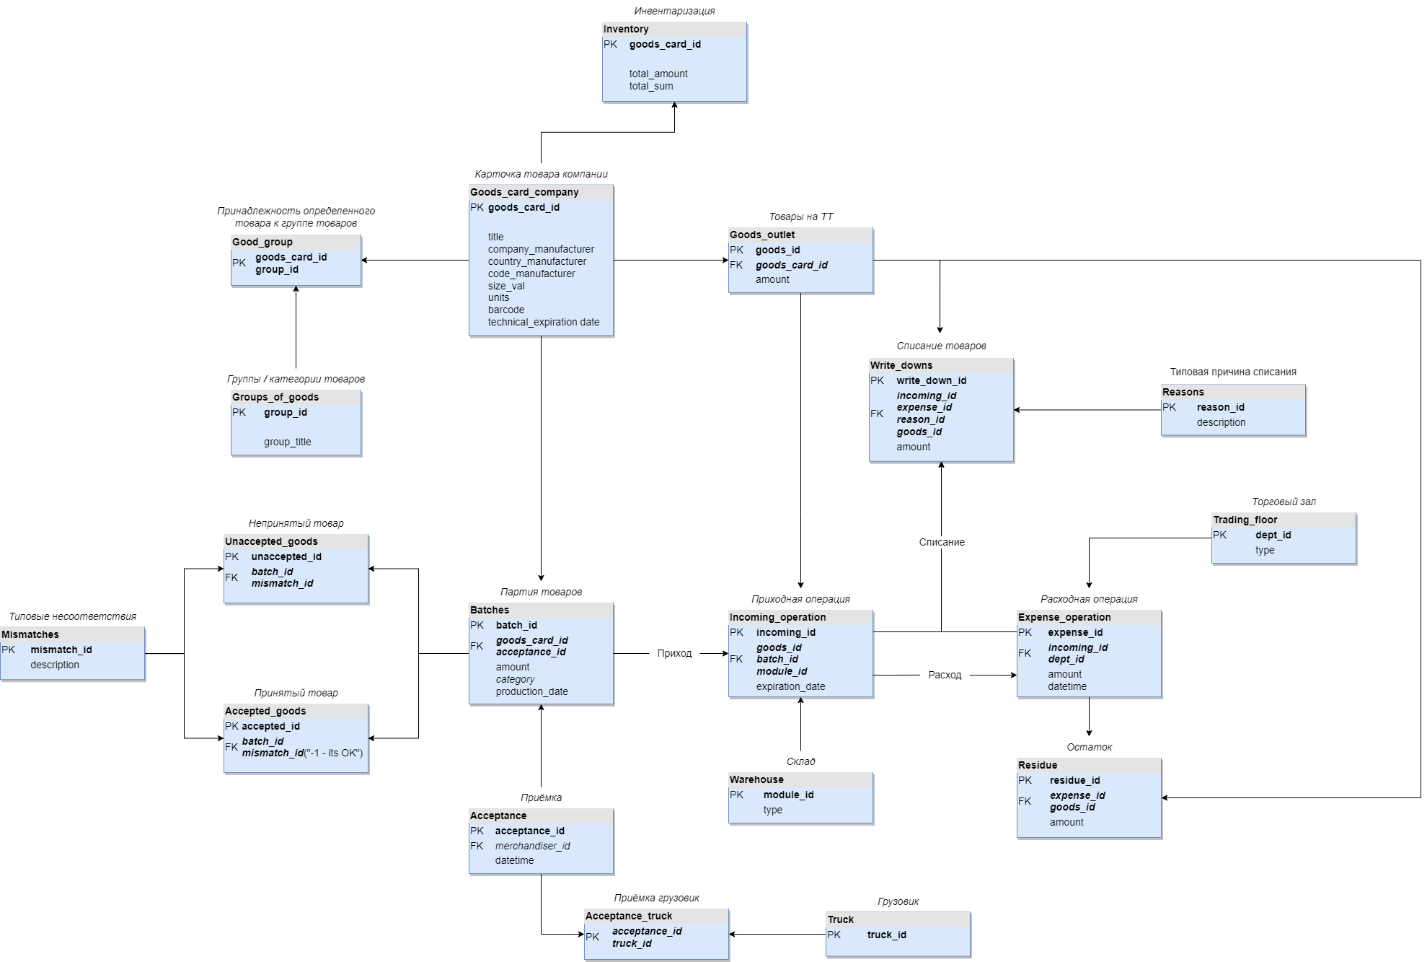 Инвентаризация
Inventory
PK goods_card_id
total_amount
total_sum
Карточка товара компании
Goods_card_company
PK goods_card_id
title
company_manufacturer
country_manufacturer
code_manufacturer
size_val
units
barcode
technical_expiration date
Принадлежность определенного
товара к группе товаров
Good_group
PK goods_card_id
group_id
Товары на ТТ
Goods_outlet
PK goods_id
FK goods_card_id
amount
Группы / категории товаров
Groups_of_goods
PK group_id
group_title
Списание товаров
Write_downs
PK write_down_id
incoming_id
expense_id
FK
reason_id
goods_id
amount
Типовая причина списания
Reasons
PK reason_id
description
Торговый зал
Trading_floor
PK dept_id
type
Непринятый товар
Unaccepted_goods
PK unaccepted_id
FK batch_id
mismatch_id
Типовые несоответствия
Mismatches
PK mismatch_id
description
Принятый товар
Accepted_goods
PK accepted_id
FK batch_id
mismatch_id("-1 - its OK")
Партия товаров
Batches
PK batch_id
FK goods_card_id
acceptance_id
amount
category
production_date
Приход
Приходная операция
Incoming_operation
PK incoming_id
goods_id
FK batch_id
module_id
expiration_date
Списание
Расход
Расходная операция
Expense_operation
PK expense_id
FK incoming_id
dept_id
amount
datetime
Склад
Warehouse
PK module_id
type
Остаток
Residue
PK residue_id
FK expense_id
goods_id
amount
Приёмка
Acceptance
PK acceptance_id
FK merchandiser_id
datetime
Приёмка грузовик
Acceptance_truck
PK acceptance_id
truck_id
Грузовик
Truck
PK truck_id